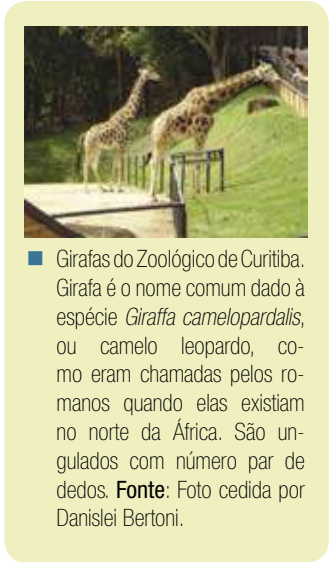 Girafas do Zoológico de Curitiba.
Girafa é o nome comum dado à
espécie Giraffa camelopardalis,
ou camelo leopardo, co-
mo eram chamadas pelos ro-
manos quando elas existiam
no norte da África. São un-
gulados com número par de
dedos. Fonte: Foto cedida por
Danislei Bertoni.